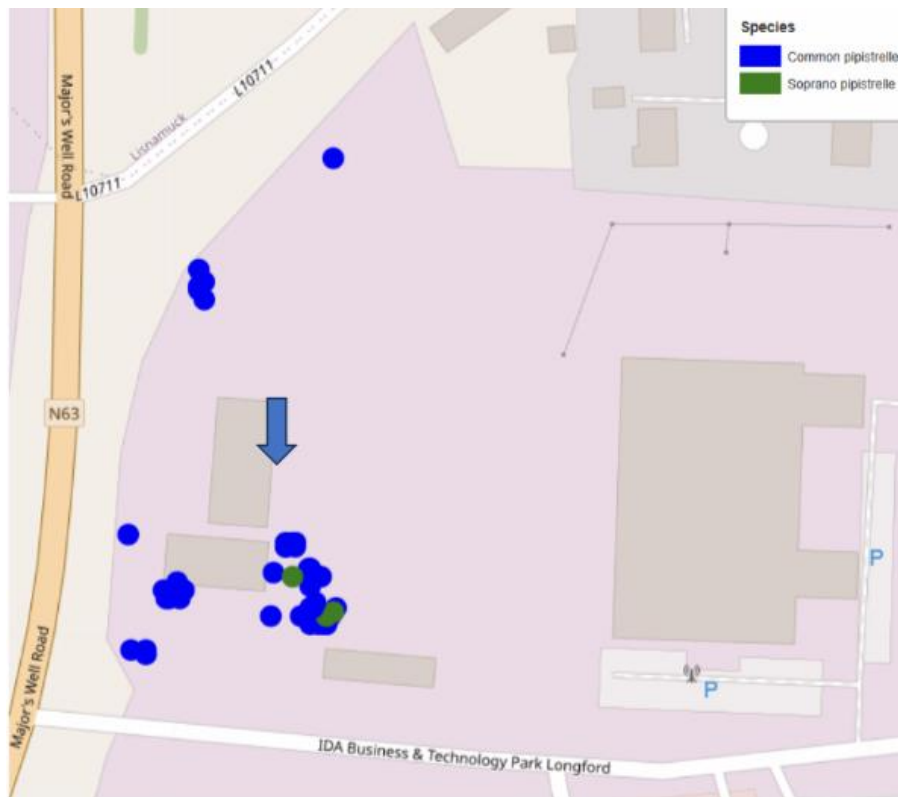 Species
Common pipistrelle
Soprano pipistrelle
Major's Well Road
L10711
Lisnamuck
L10711
N63
P
P
Major's Well Road
IDA Business & Technology Park Longford